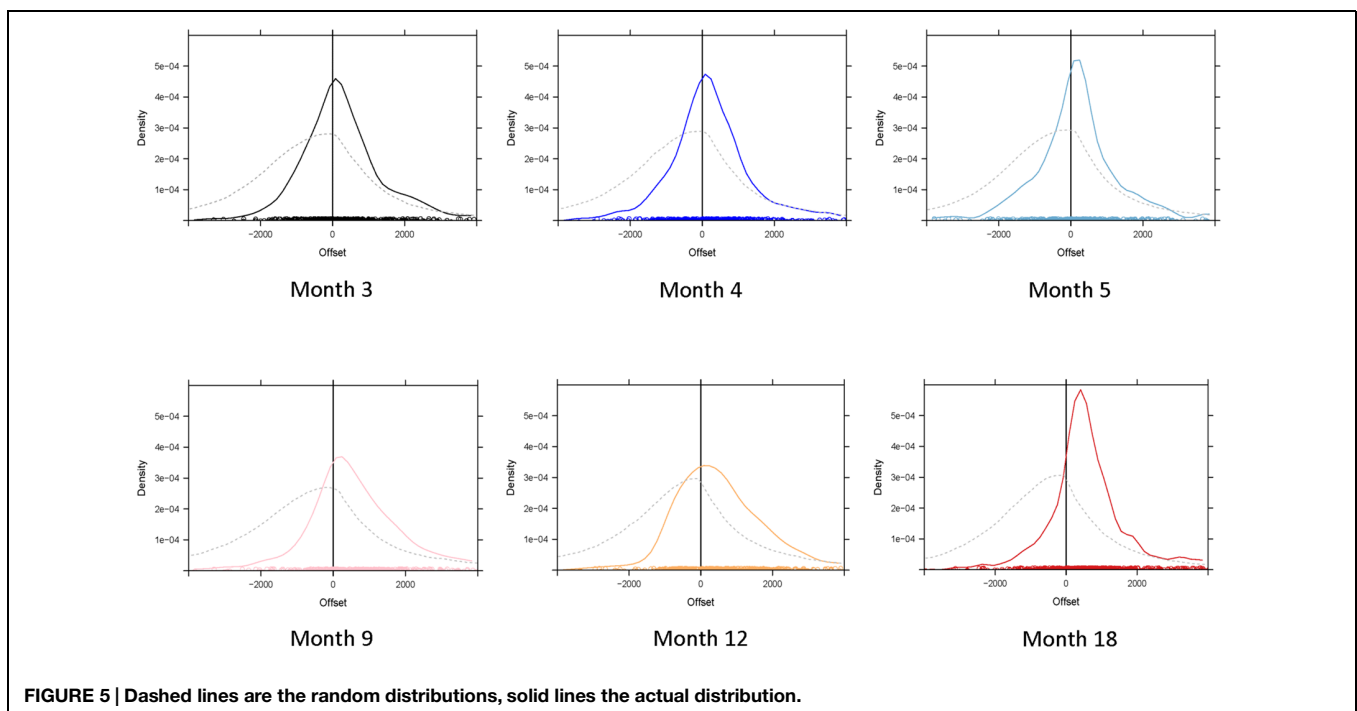 5e−04
4e−04
3e−04
2e−04
1e−04
Density
−2000 0 2000
Offset
Month 3
5e−04
4e−04
3e−04
2e−04
1e−04
Density
−2000 0 2000
Offset
Month 4
5e−04
4e−04
3e−04
2e−04
1e−04
Density
−2000 0 2000
Offset
Month 5
5e−04
4e−04
3e−04
2e−04
1e−04
Density
−2000 0 2000
Offset
Month 9
5e−04
4e−04
3e−04
2e−04
1e−04
Density
−2000 0 2000
Offset
Month 12
5e−04
4e−04
3e−04
2e−04
1e−04
Density
−2000 0 2000
Offset
Month 18
FIGURE 5 | Dashed lines are the random distributions, solid lines the actual distribution.